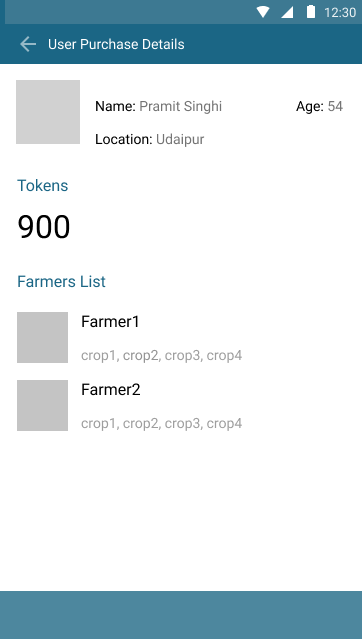 12:30
User Purchase Details
Name: Pramit Singhi Age: 54
Location: Udaipur
Tokens
900
Farmers List
Farmer1
crop1, crop2, crop3, crop4
Farmer2
crop1, crop2, crop3, crop4